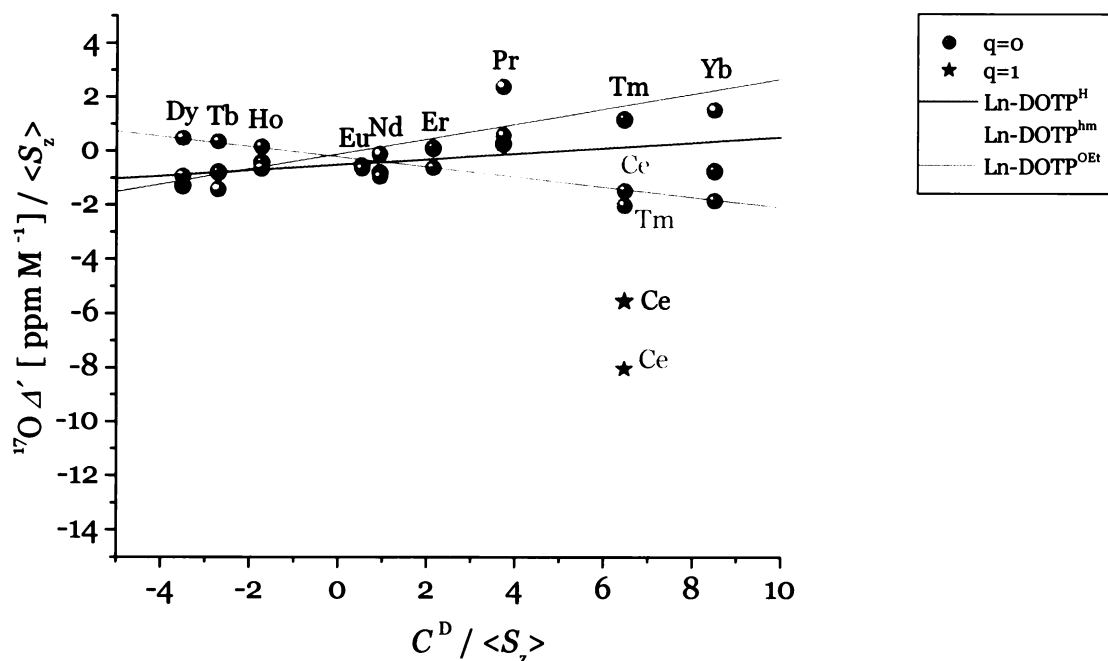 4
2
0
-2
-4
-6
-8
-10
-12
-14
¹⁷O Δ′ [ ppm M⁻¹] / <S_z>
Dy Tb Ho Eu Nd Er Pr Tm Yb
Ce
Tm
Ce
Ce
-4 -2 0 2 4 6 8 10
C^D / <S_z>
q=0
q=1
Ln-DOTP^H
Ln-DOTP^hm
Ln-DOTP^OEt